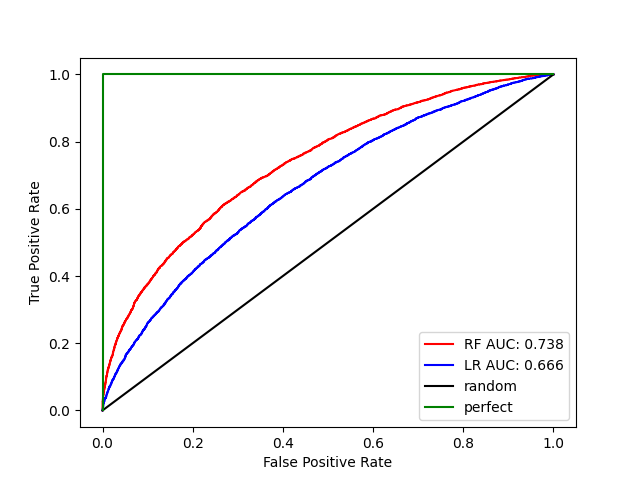 1.0
0.8
0.6
0.4
0.2
0.0
True Positive Rate
0.0 0.2 0.4 0.6 0.8 1.0
False Positive Rate
RF AUC: 0.738
LR AUC: 0.666
random
perfect